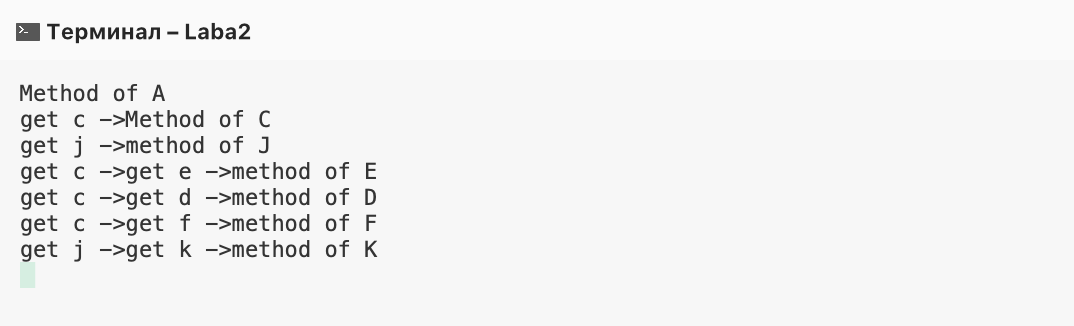 Терминал – Laba2
Method of A
get c ->Method of C
get j ->method of J
get c ->get e ->method of E
get c ->get d ->method of D
get c ->get f ->method of F
get j ->get k ->method of K